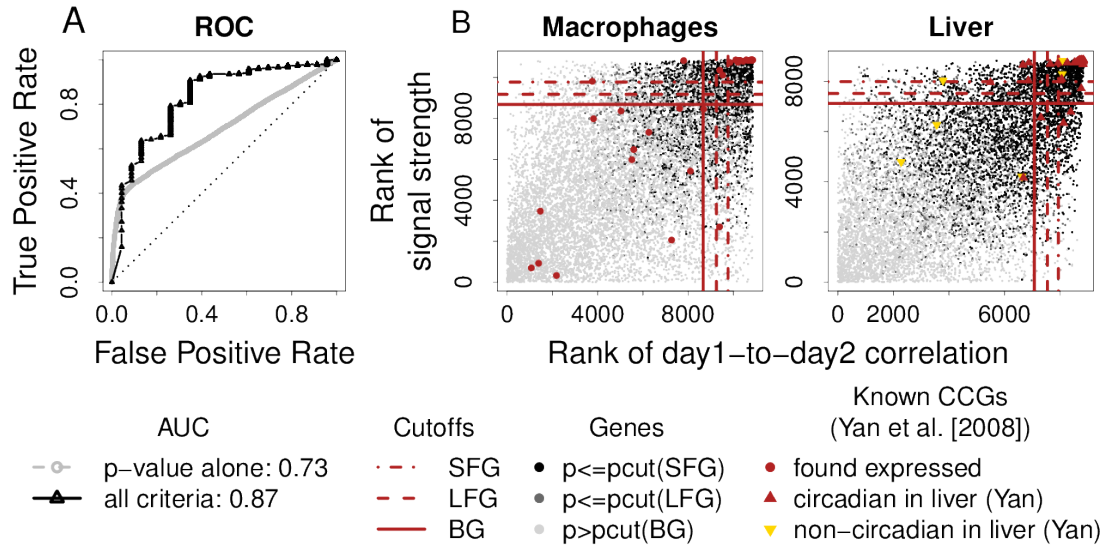 A
ROC
True Positive Rate
0.0 0.4 0.8
0.0 0.4 0.8
False Positive Rate
B
Macrophages
Liver
Rank of
signal strength
0 4000 8000
0 4000 8000
0 4000 8000
0 2000 6000
Rank of day1−to−day2 correlation
AUC
p−value alone: 0.73
all criteria: 0.87
Cutoffs
SFG
LFG
BG
Genes
p<=pcut(SFG)
p<=pcut(LFG)
p>pcut(BG)
Known CCGs
(Yan et al. [2008])
found expressed
circadian in liver (Yan)
non−circadian in liver (Yan)